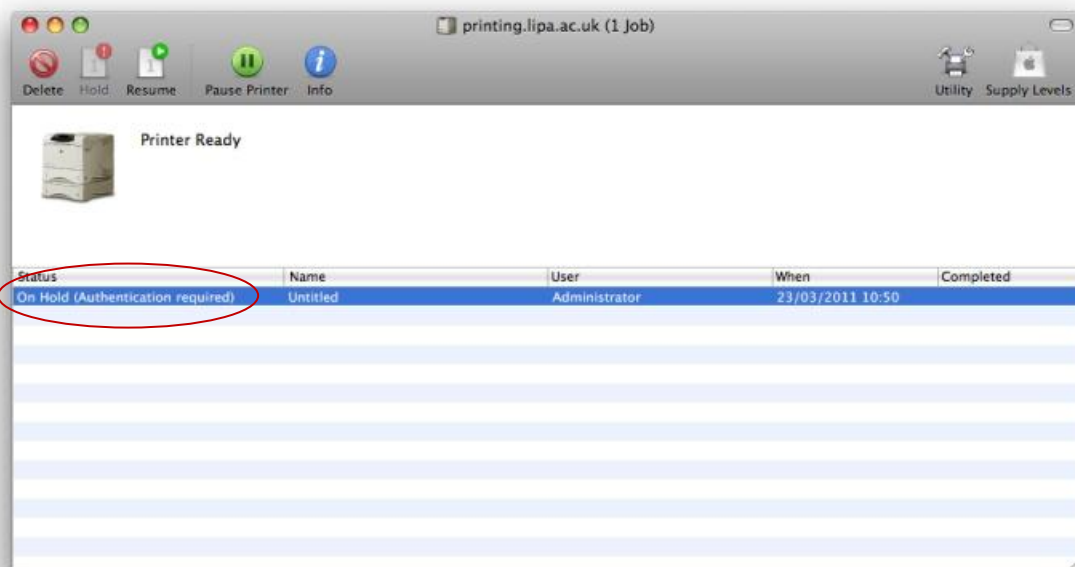 printing.lipa.ac.uk (1 Job)
Delete Hold Resume Pause Printer Info Utility Supply Levels
Printer Ready
Status Name User When Completed
On Hold (Authentication required) Untitled Administrator 23/03/2011 10:50